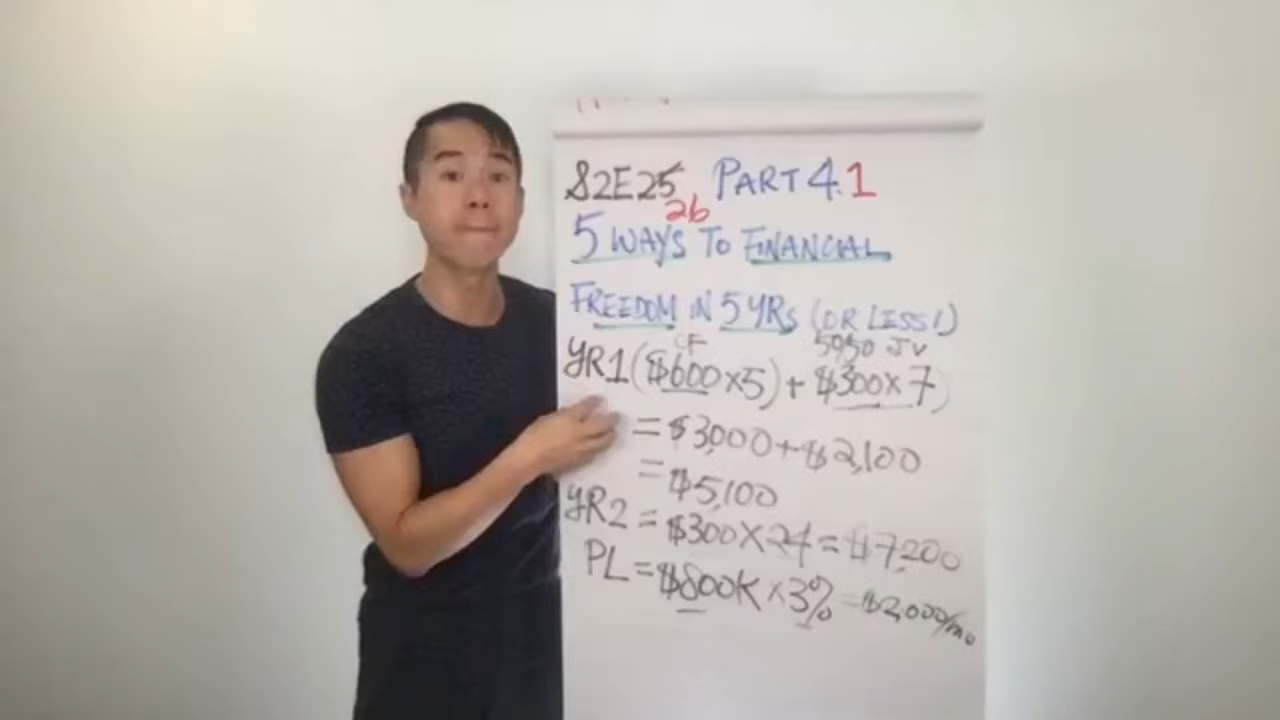 S2E25 PART 4.1
26
5 WAYS TO FINANCIAL
FREEDOM IN 5 YRS (OR LESS!)
CF 50/50 JV
YR1 ($600 x 5) + $300 x 7)
= $3,000 + $2,100
= $5,100
YR2 = $300 X 24 = $7,200
PL = $800K x 3% = $2,000/mo